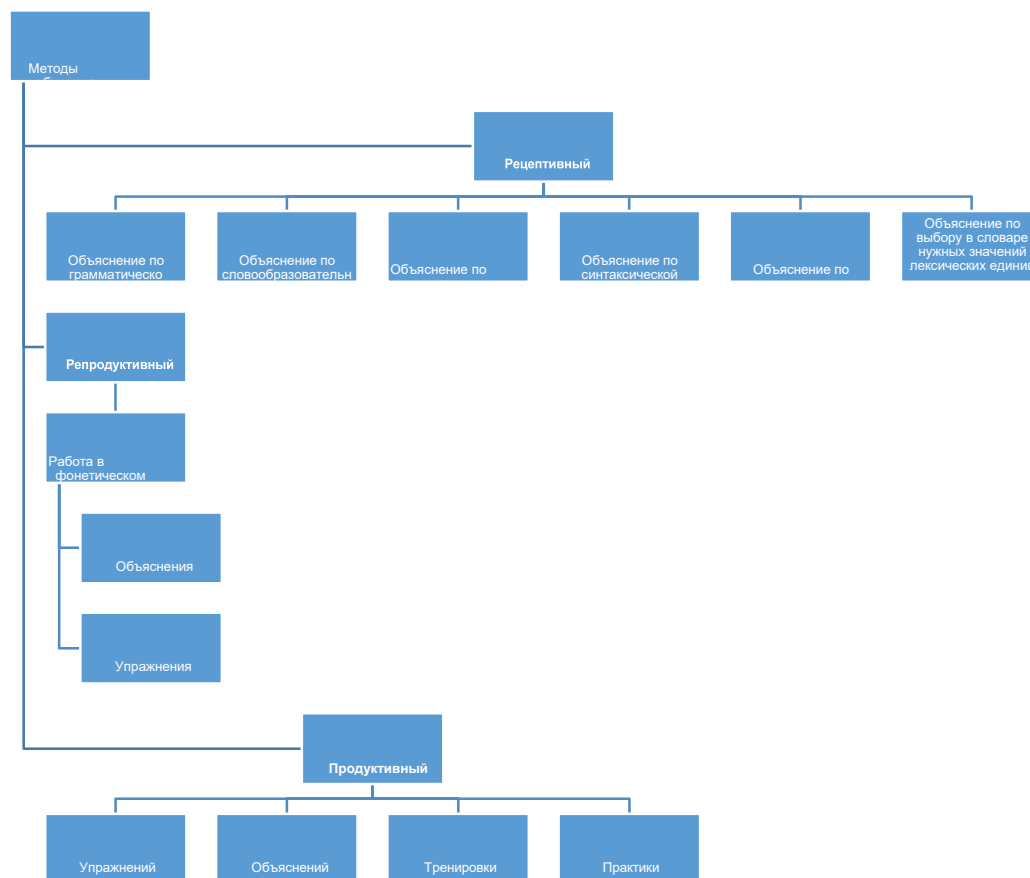 Методы
Рецептивный
Объяснение по
грамматическо
Объяснение по
словообразовательн
Объяснение по
Объяснение по
синтаксической
Объяснение по
Объяснение по
выбору в словаре
нужных значений
лексических единиц
Репродуктивный
Работа в
фонетическом
Объяснения
Упражнения
Продуктивный
Упражнений
Объяснений
Тренировки
Практики